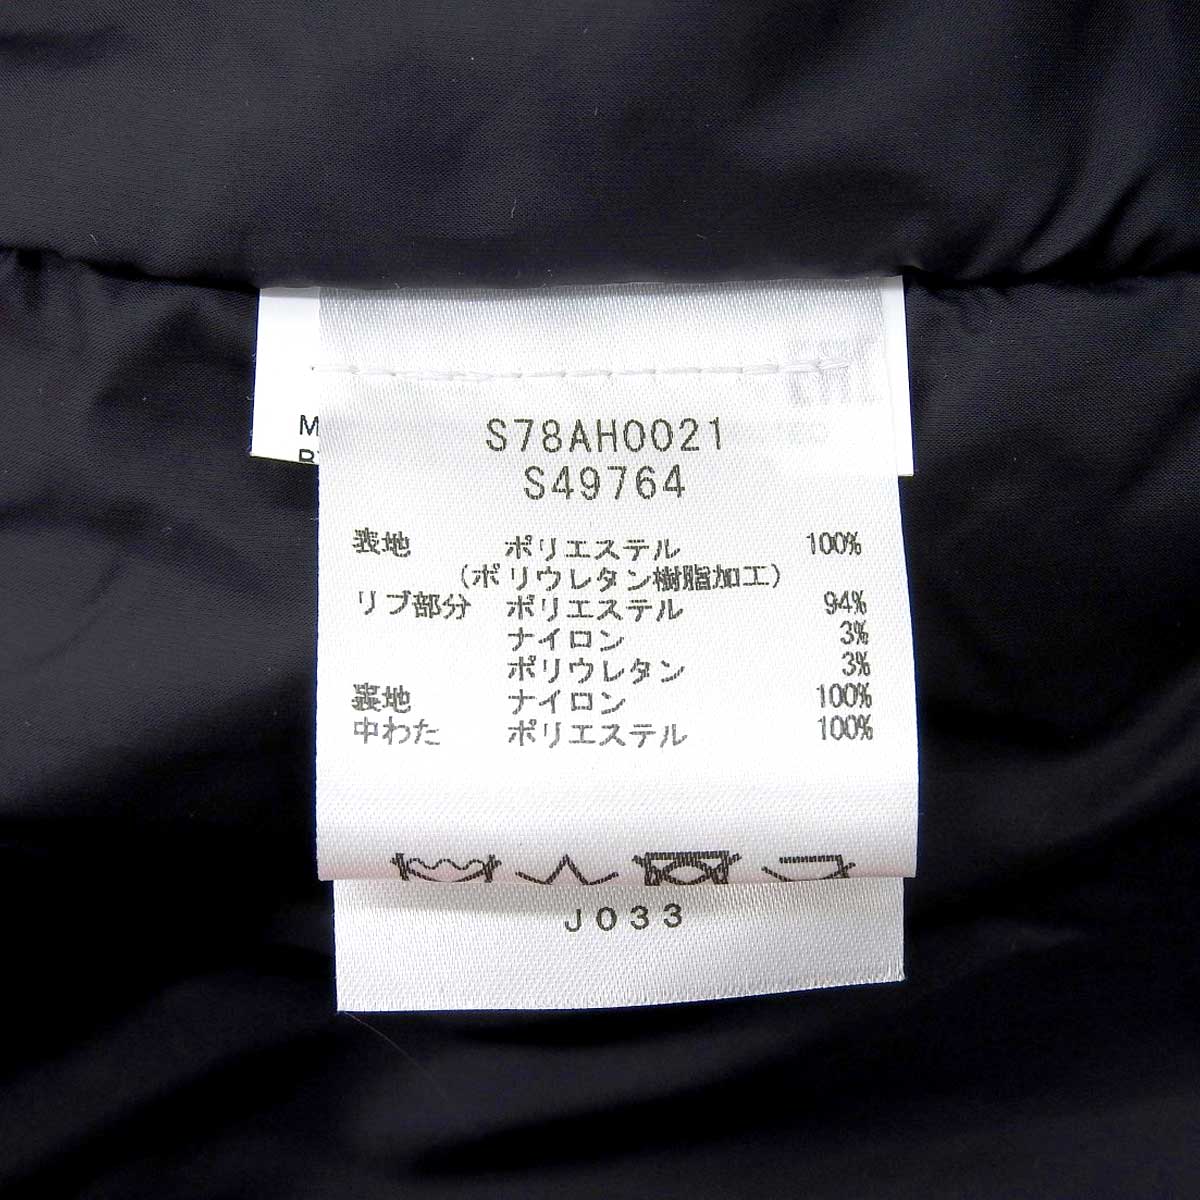 S78AH0021
S49764
表地 ポリエステル 100%
(ポリウレタン樹脂加工)
リブ部分 ポリエステル 94%
ナイロン 3%
ポリウレタン 3%
裏地 ナイロン 100%
中わた ポリエステル 100%
J033